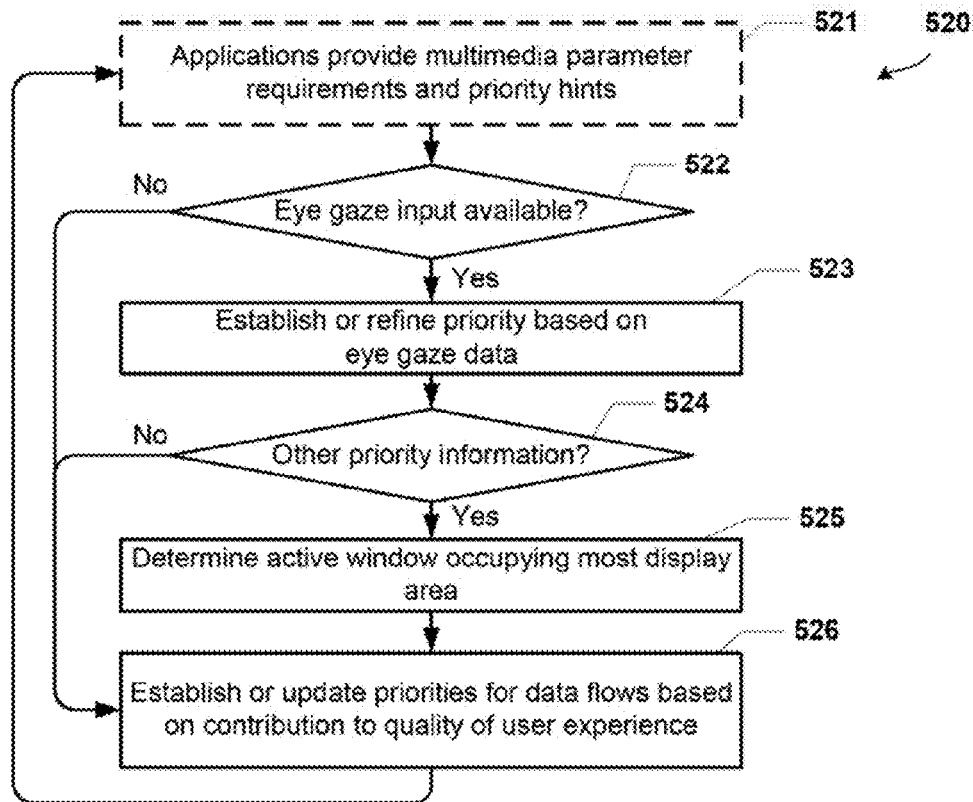 521
520
Applications provide multimedia parameter
requirements and priority hints
522
No
Eye gaze input available?
Yes
523
Establish or refine priority based on
eye gaze data
524
No
Other priority information?
Yes
525
Determine active window occupying most display
area
526
Establish or update priorities for data flows based
on contribution to quality of user experience